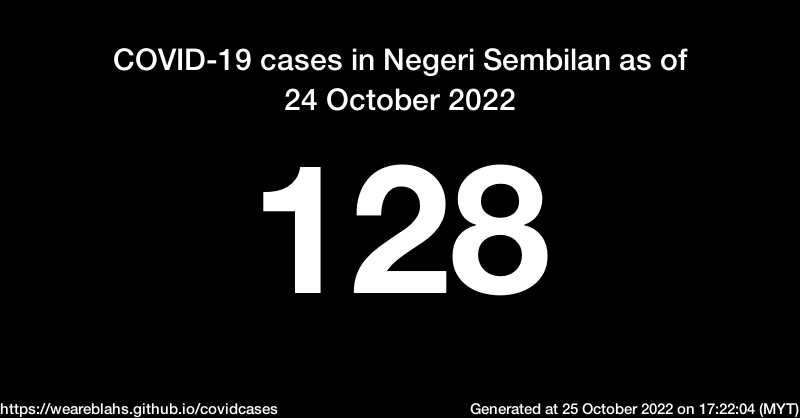 COVID-19 cases in Negeri Sembilan as of
24 October 2022
128
https://weareblahs.github.io/covidcases
Generated at 25 October 2022 on 17:22:04 (MYT)